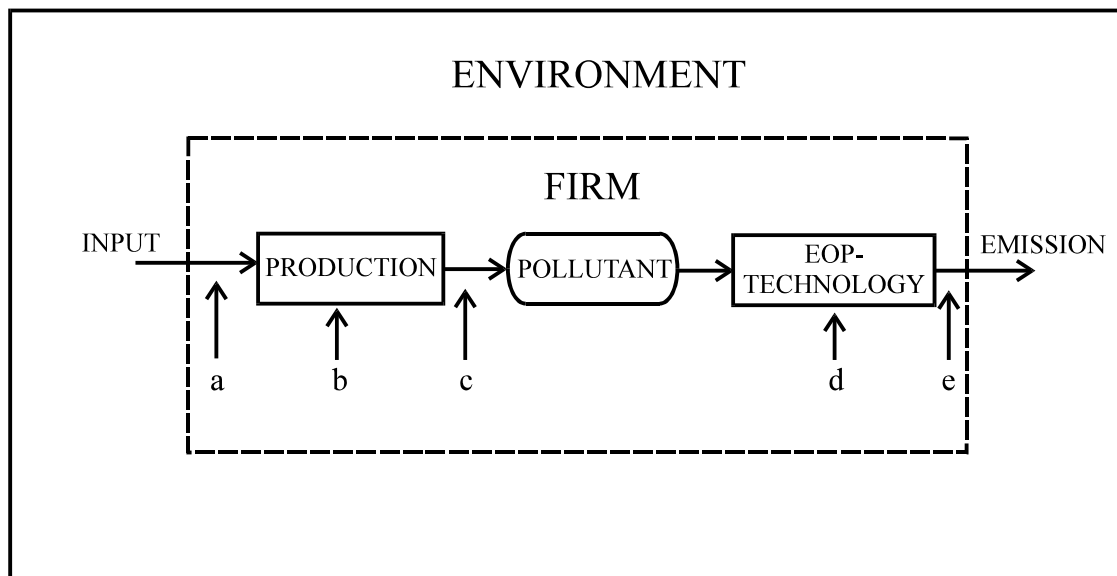 ENVIRONMENT
FIRM
INPUT
PRODUCTION
POLLUTANT
EOP-
TECHNOLOGY
EMISSION
a
b
c
d
e